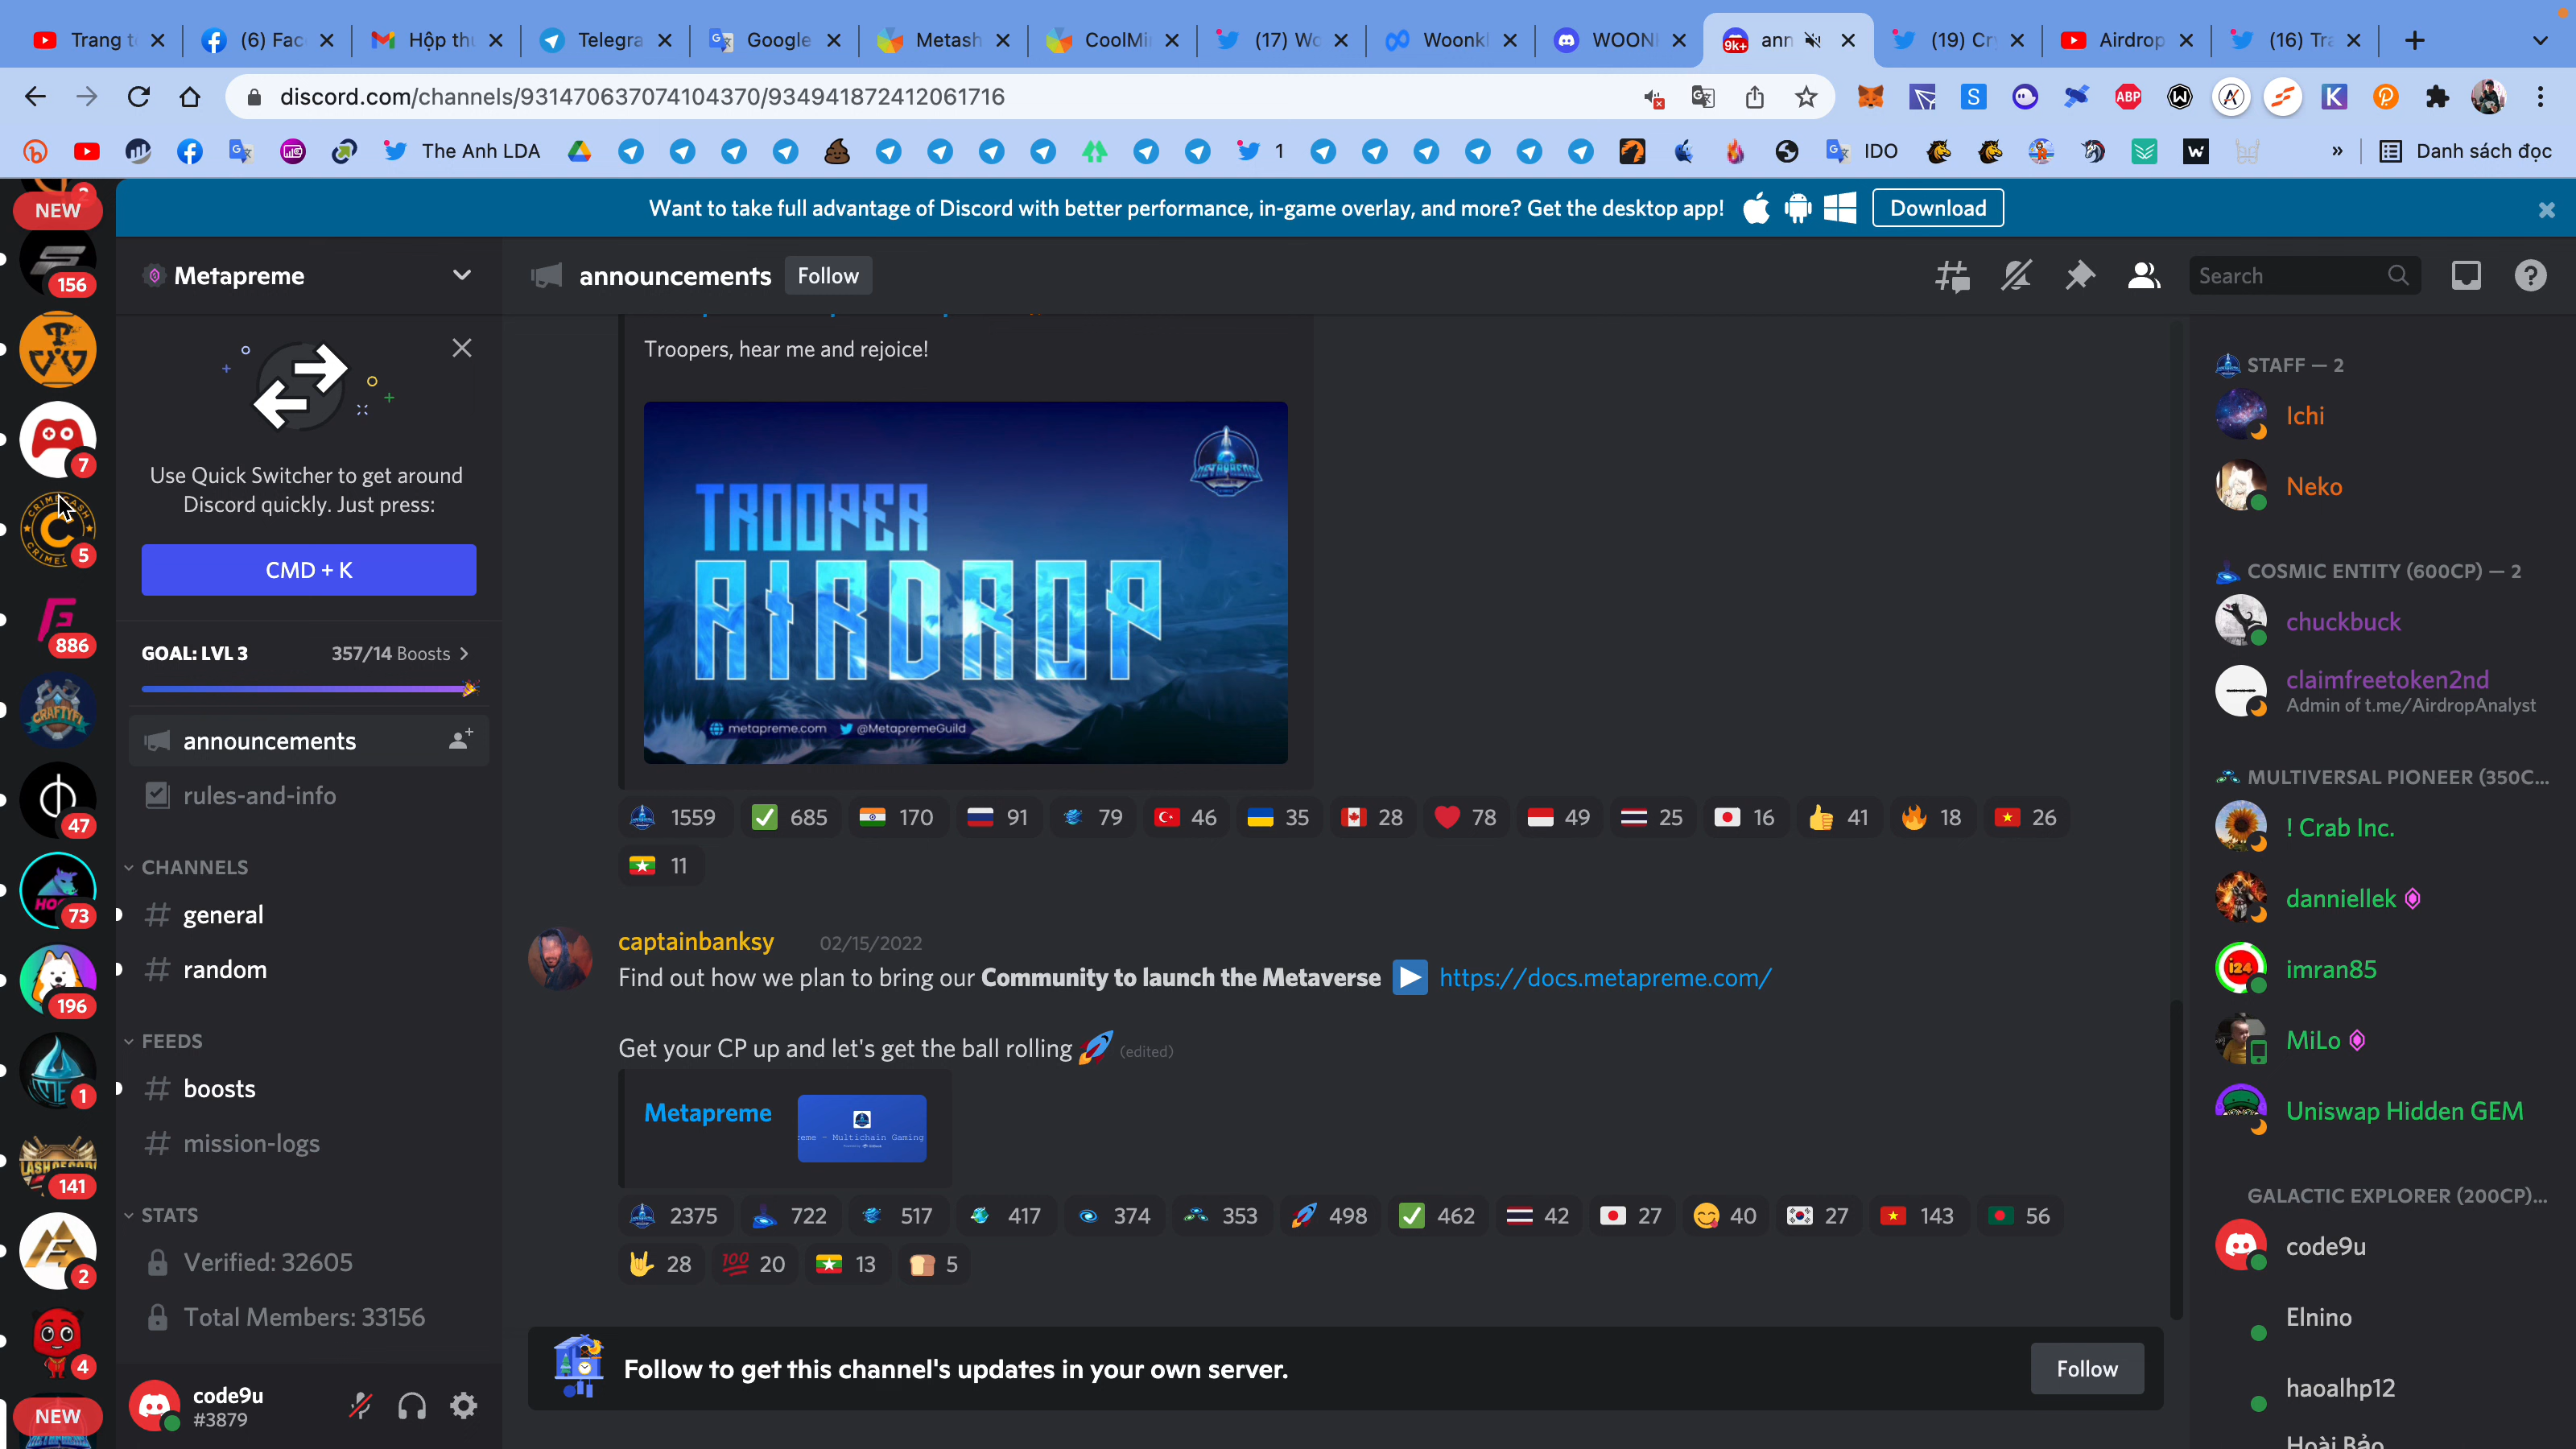 Trang t
(6) Fac
Hộp th
Telegra
Google
Metash
CoolMi
(17) Wo
Woonkl
WOON
9k+
ann
(19) Cr
Airdrop
(16) Tra
discord.com/channels/931470637074104370/934941872412061716
The Anh LDA
1
IDO
Danh sách đọc
Want to take full advantage of Discord with better performance, in-game overlay, and more? Get the desktop app!
Download
NEW
156
7
5
886
CRAFTYFI
47
73
196
1
141
2
4
NEW
Metapreme
Use Quick Switcher to get around
Discord quickly. Just press:
CMD + K
GOAL: LVL 3
357/14 Boosts
announcements
rules-and-info
CHANNELS
general
random
FEEDS
boosts
mission-logs
STATS
Verified: 32605
Total Members: 33156
code9u
#3879
announcements
Follow
Search
Troopers, hear me and rejoice!
METAPREME
TROOPER
AIRDROP
metapreme.com @MetapremeGuild
1559 685 170 91 79 46 35 28 78 49 25 16 41 18 26
11
captainbanksy 02/15/2022
Find out how we plan to bring our Community to launch the Metaverse https://docs.metapreme.com/
Get your CP up and let's get the ball rolling (edited)
Metapreme
eme - Multichain Gaming
2375 722 517 417 374 353 498 462 42 27 40 27 143 56
28 20 13 5
Follow to get this channel's updates in your own server.
Follow
STAFF — 2
Ichi
Neko
COSMIC ENTITY (600CP) — 2
chuckbuck
claimfreetoken2nd
Admin of t.me/AirdropAnalyst
MULTIVERSAL PIONEER (350C...
! Crab Inc.
danniellek
imran85
MiLo
Uniswap Hidden GEM
GALACTIC EXPLORER (200CP)...
code9u
Elnino
haoalhp12
Hoài Bảo